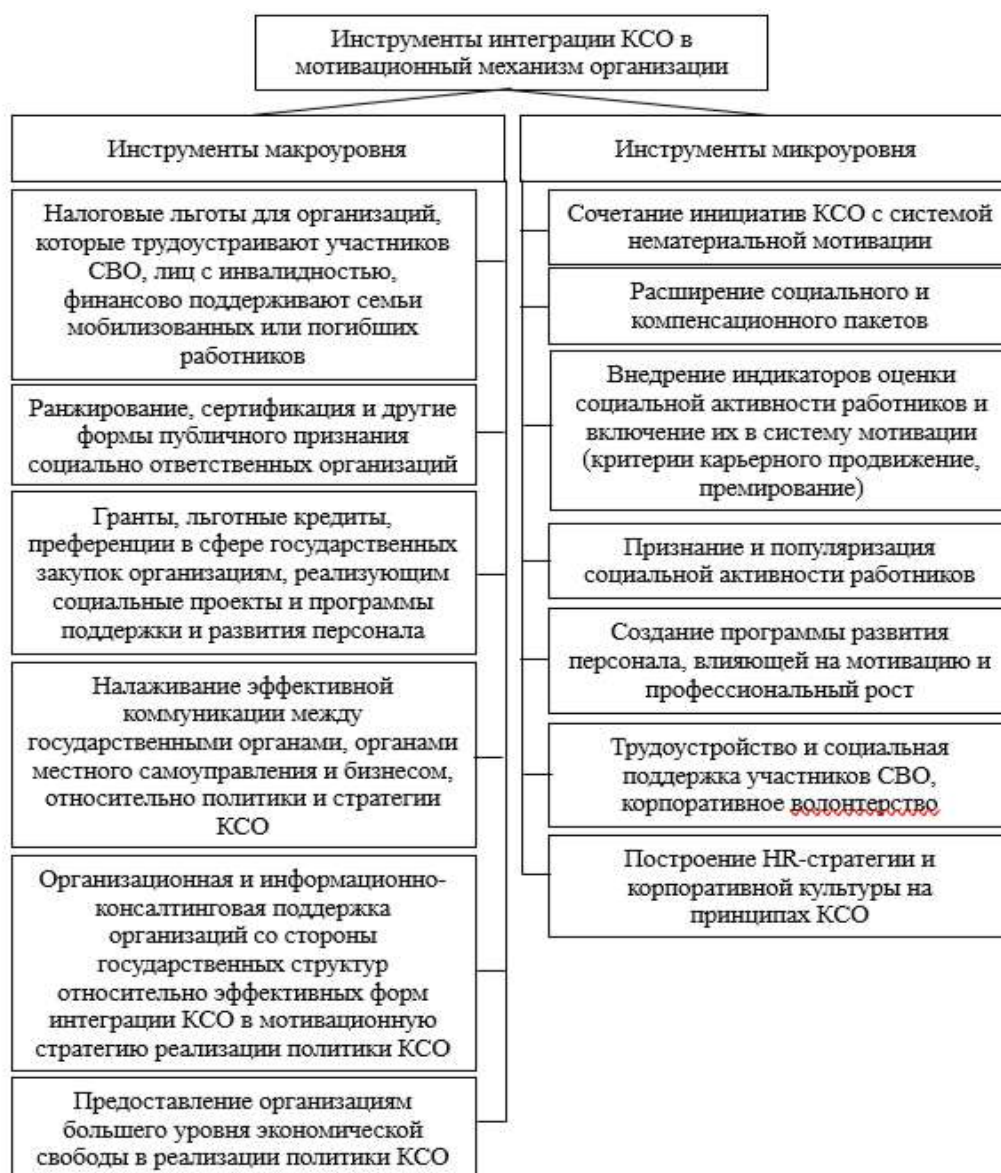 Инструменты интеграции КСО в
мотивационный механизм организации
Инструменты макроуровня
Налоговые льготы для организаций,
которые трудоустраивают участников
СВО, лиц с инвалидностью,
финансово поддерживают семьи
мобилизованных или погибших
работников
Ранжирование, сертификация и другие
формы публичного признания
социально ответственных организаций
Гранты, льготные кредиты,
преференции в сфере государственных
закупок организациям, реализующим
социальные проекты и программы
поддержки и развития персонала
Налаживание эффективной
коммуникации между
государственными органами, органами
местного самоуправления и бизнесом,
относительно политики и стратегии
КСО
Организационная и информационно-
консалтинговая поддержка
организаций со стороны
государственных структур
относительно эффективных форм
интеграции КСО в мотивационную
стратегию реализации политики КСО
Предоставление организациям
большего уровня экономической
свободы в реализации политики КСО
Инструменты микроуровня
Сочетание инициатив КСО с системой
нематериальной мотивации
Расширение социального и
компенсационного пакетов
Внедрение индикаторов оценки
социальной активности работников и
включение их в систему мотивации
(критерии карьерного продвижение,
премирование)
Признание и популяризация
социальной активности работников
Создание программы развития
персонала, влияющей на мотивацию и
профессиональный рост
Трудоустройство и социальная
поддержка участников СВО,
корпоративное волонтерство
Построение HR-стратегии и
корпоративной культуры на
принципах КСО